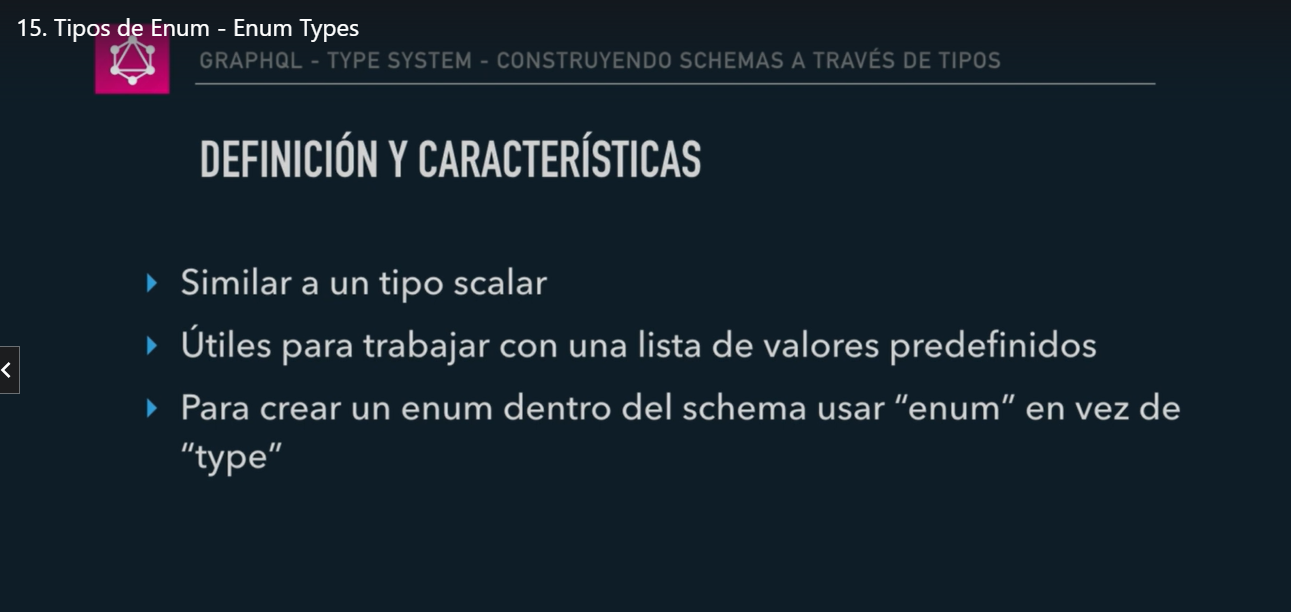 15. Tipos de Enum - Enum Types
GRAPHQL - TYPE SYSTEM - CONSTRUYENDO SCHEMAS A TRAVÉS DE TIPOS
DEFINICIÓN Y CARACTERÍSTICAS
Similar a un tipo scalar
Útiles para trabajar con una lista de valores predefinidos
Para crear un enum dentro del schema usar “enum” en vez de
“type”